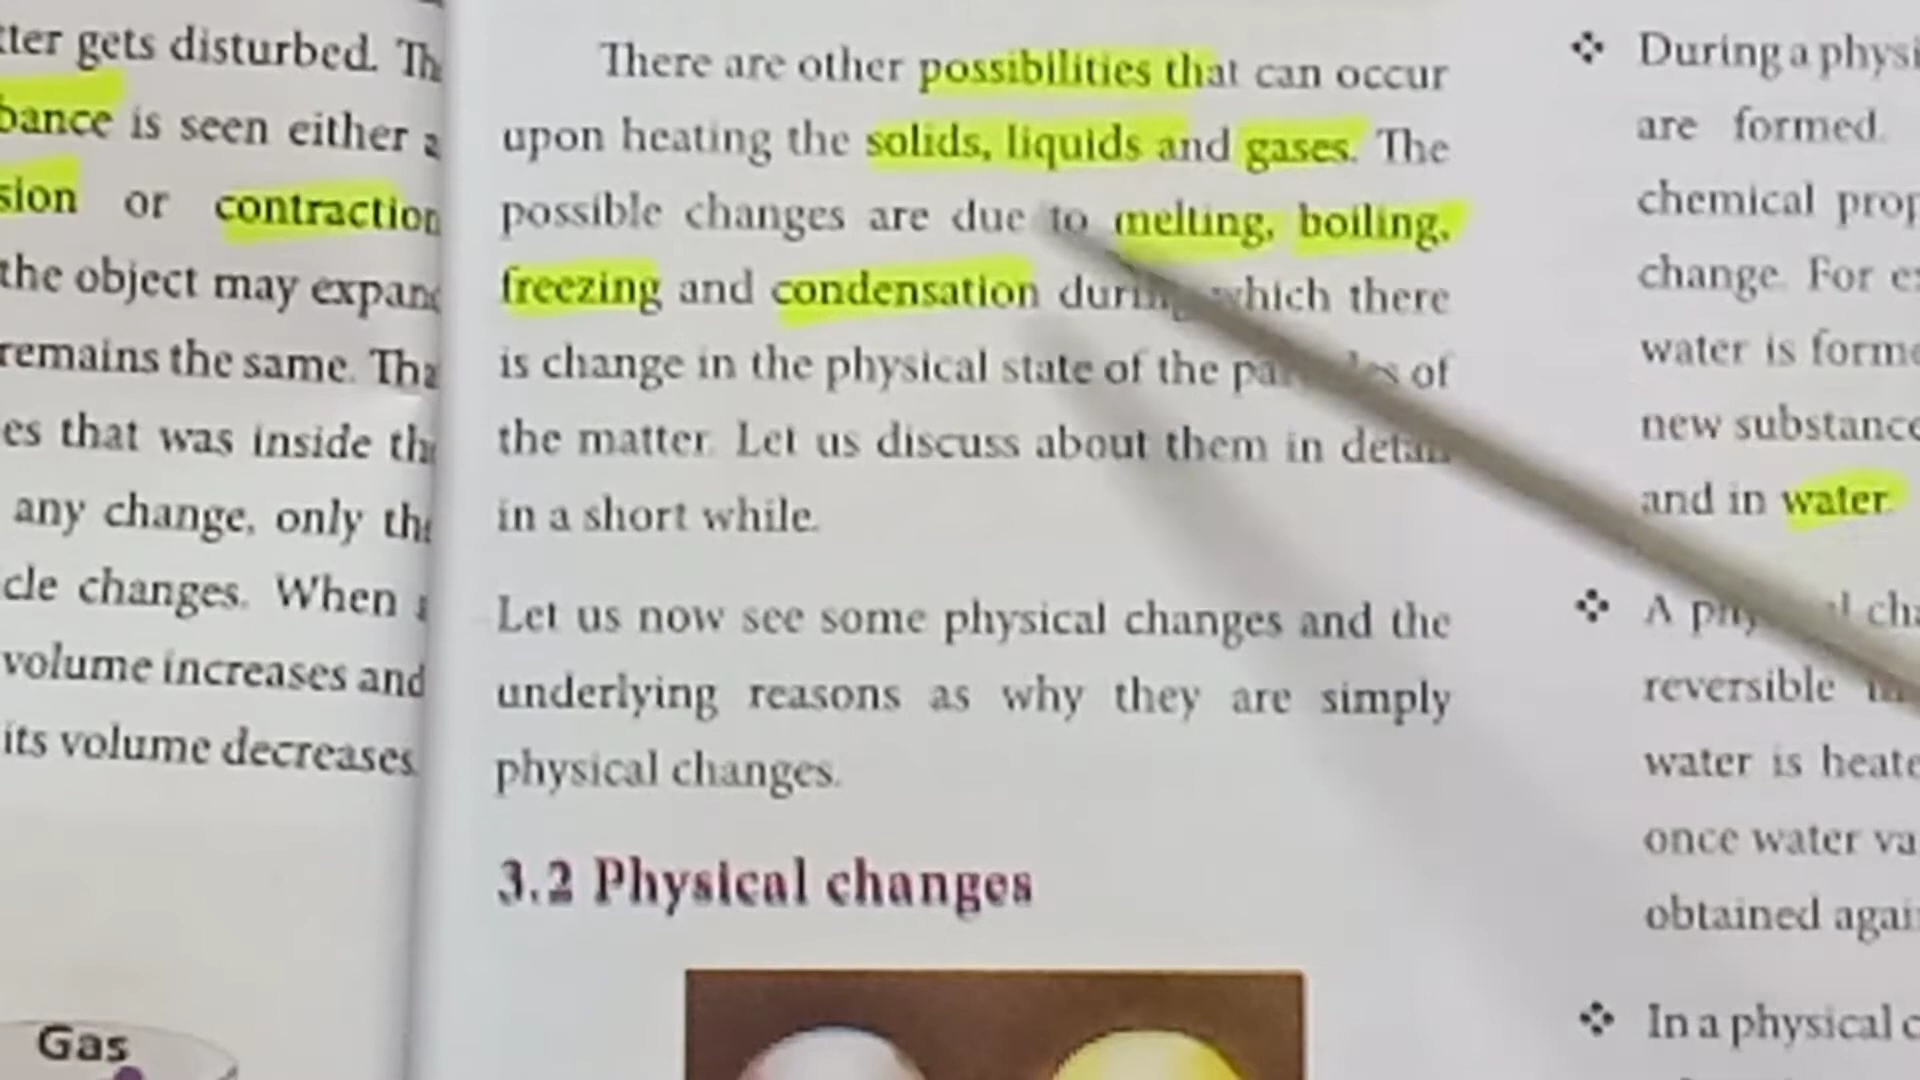 tter gets disturbed. Th
bance is seen either a
sion or contraction
the object may expand
remains the same. Tha
es that was inside the
any change, only the
cle changes. When a
volume increases and
its volume decreases.
Gas
There are other possibilities that can occur
upon heating the solids, liquids and gases. The
possible changes are due to melting, boiling,
freezing and condensation during which there
is change in the physical state of the particles of
the matter. Let us discuss about them in detail
in a short while.
Let us now see some physical changes and the
underlying reasons as why they are simply
physical changes.
3.2 Physical changes
❖ During a physi
are formed.
chemical prop
change. For ex
water is forme
new substance
and in water.
❖ A physical cha
reversible
water is heate
once water va
obtained agai
❖ In a physical c